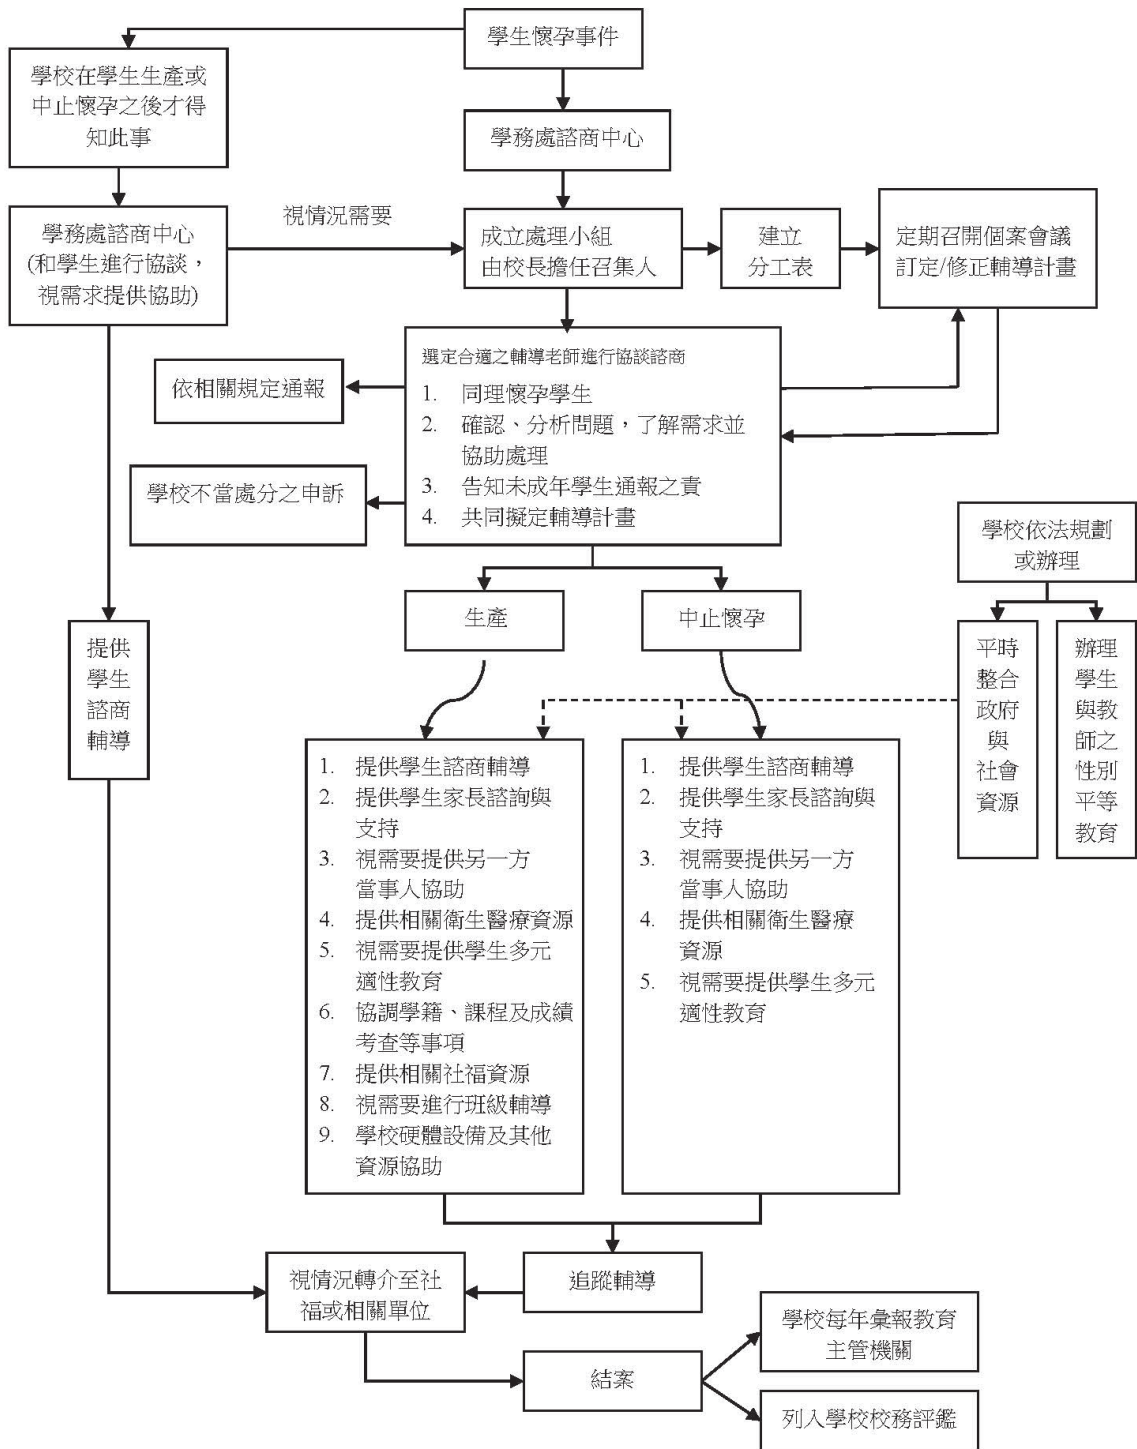 學生懷孕事件
學校在學生生產或
中止懷孕之後才得
知此事
學務處諮商中心
學務處諮商中心
(和學生進行協談，
視需求提供協助)
視情況需要
成立處理小組
由校長擔任召集人
建立
分工表
定期召開個案會議
訂定/修正輔導計畫
選定合適之輔導老師進行協談諮商
1. 同理懷孕學生
2. 確認、分析問題，了解需求並
協助處理
3. 告知未成年學生通報之責
4. 共同擬定輔導計畫
依相關規定通報
學校不當處分之申訴
學校依法規劃
或辦理
生產
中止懷孕
提供
學生
諮商
輔導
平時
整合
政府
與
社會
資源
辦理
學生
與教
師之
性別
平等
教育
1. 提供學生諮商輔導
2. 提供學生家長諮詢與
支持
3. 視需要提供另一方
當事人協助
4. 提供相關衛生醫療資源
5. 視需要提供學生多元
適性教育
6. 協調學籍、課程及成績
考查等事項
7. 提供相關社福資源
8. 視需要進行班級輔導
9. 學校硬體設備及其他
資源協助
1. 提供學生諮商輔導
2. 提供學生家長諮詢與
支持
3. 視需要提供另一方
當事人協助
4. 提供相關衛生醫療
資源
5. 視需要提供學生多元
適性教育
視情況轉介至社
福或相關單位
追蹤輔導
結案
學校每年彙報教育
主管機關
列入學校校務評鑑